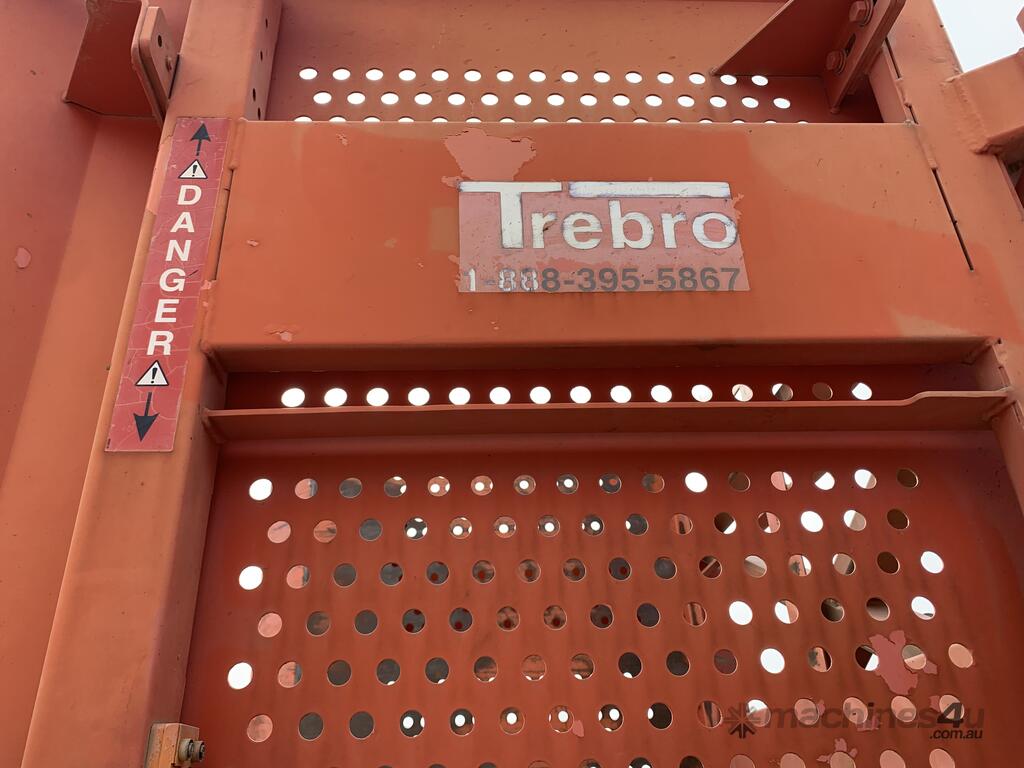 DANGER
Trebro
1-888-395-5867
machines4u
.com.au